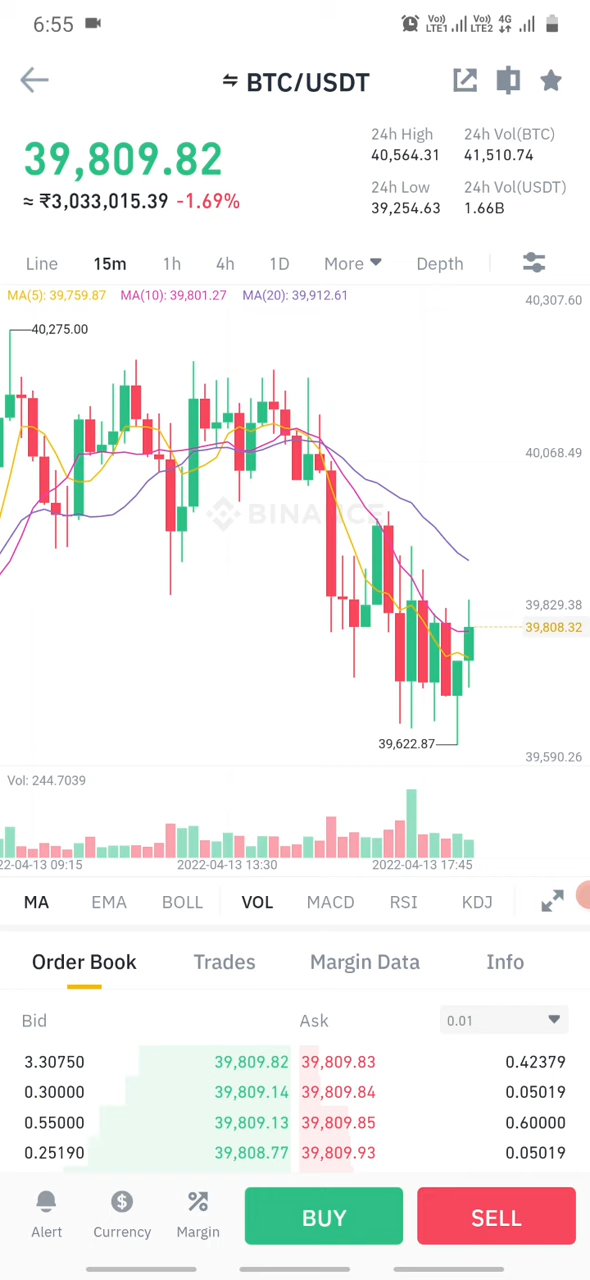 6:55 Vo) LTE1 Vo) LTE2 4G
BTC/USDT
39,809.82
≈ ₹3,033,015.39 -1.69%
24h High 24h Vol(BTC)
40,564.31 41,510.74
24h Low 24h Vol(USDT)
39,254.63 1.66B
Line 15m 1h 4h 1D More Depth
MA(5): 39,759.87 MA(10): 39,801.27 MA(20): 39,912.61
40,307.60
40,275.00
40,068.49
BINANCE
39,829.38
39,808.32
39,622.87
39,590.26
Vol: 244.7039
22-04-13 09:15 2022-04-13 13:30 2022-04-13 17:45
MA EMA BOLL VOL MACD RSI KDJ
Order Book Trades Margin Data Info
Bid Ask 0.01
3.30750 39,809.82 39,809.83 0.42379
0.30000 39,809.14 39,809.84 0.05019
0.55000 39,809.13 39,809.85 0.60000
0.25190 39,808.77 39,809.93 0.05019
Alert Currency Margin BUY SELL